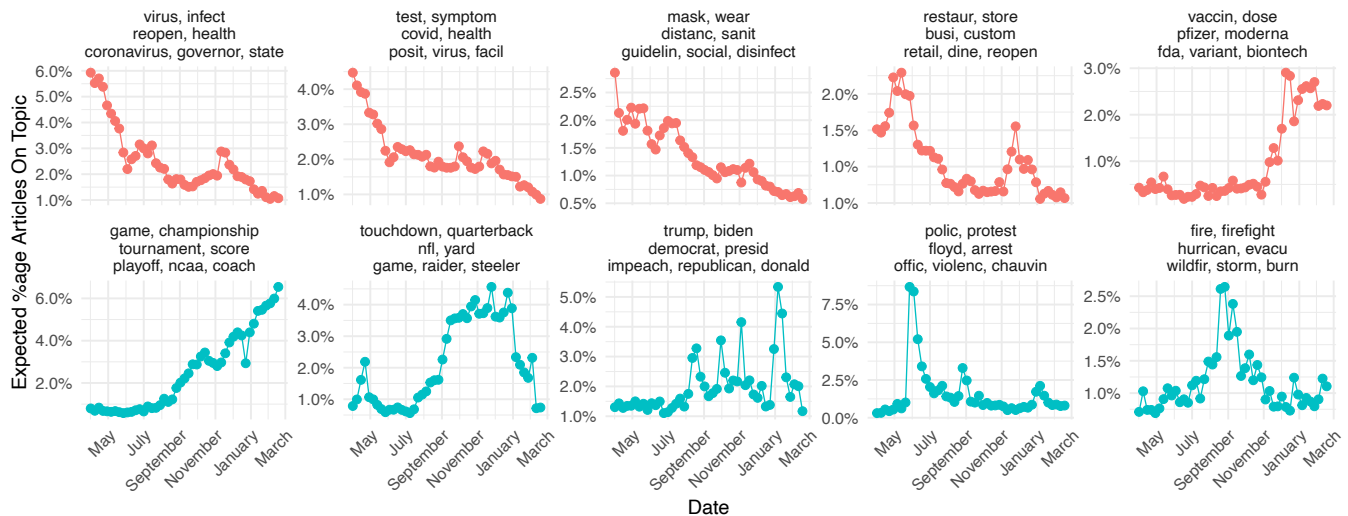 virus, infect
reopen, health
coronavirus, governor, state
test, symptom
covid, health
posit, virus, facil
mask, wear
distanc, sanit
guidelin, social, disinfect
restaur, store
busi, custom
retail, dine, reopen
vaccin, dose
pfizer, moderna
fda, variant, biontech
6.0%
5.0%
4.0%
3.0%
2.0%
1.0%
4.0%
3.0%
2.0%
1.0%
2.5%
2.0%
1.5%
1.0%
0.5%
2.0%
1.5%
1.0%
1.0%
3.0%
2.0%
1.0%
Expected %age Articles On Topic
game, championship
tournament, score
playoff, ncaa, coach
touchdown, quarterback
nfl, yard
game, raider, steeler
trump, biden
democrat, presid
impeach, republican, donald
polic, protest
floyd, arrest
offic, violenc, chauvin
fire, firefight
hurrican, evacu
wildfir, storm, burn
6.0%
4.0%
2.0%
4.0%
3.0%
2.0%
1.0%
5.0%
4.0%
3.0%
2.0%
1.0%
7.5%
5.0%
2.5%
0.0%
2.5%
2.0%
1.5%
1.0%
May
July
September
November
January
March
May
July
September
November
January
March
May
July
September
November
January
March
May
July
September
November
January
March
May
July
September
November
January
March
Date